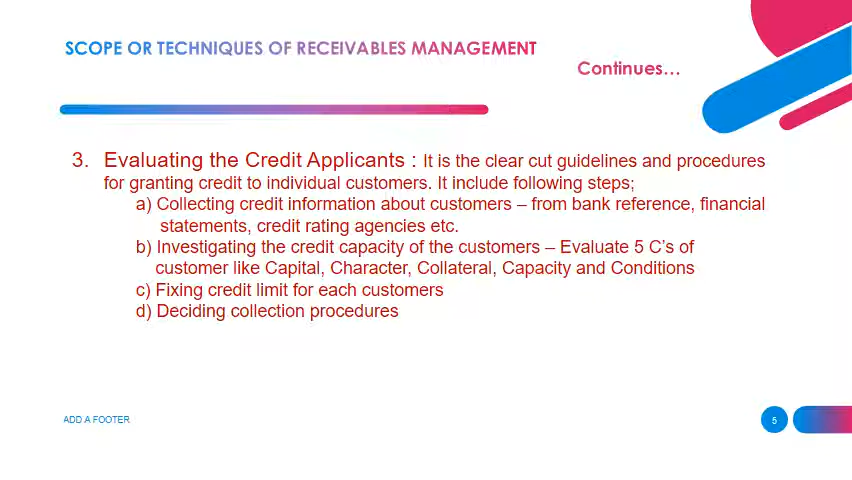 SCOPE OR TECHNIQUES OF RECEIVABLES MANAGEMENT
Continues...
3. Evaluating the Credit Applicants : It is the clear cut guidelines and procedures
for granting credit to individual customers. It include following steps;
a) Collecting credit information about customers – from bank reference, financial
statements, credit rating agencies etc.
b) Investigating the credit capacity of the customers – Evaluate 5 C's of
customer like Capital, Character, Collateral, Capacity and Conditions
c) Fixing credit limit for each customers
d) Deciding collection procedures
ADD A FOOTER
5